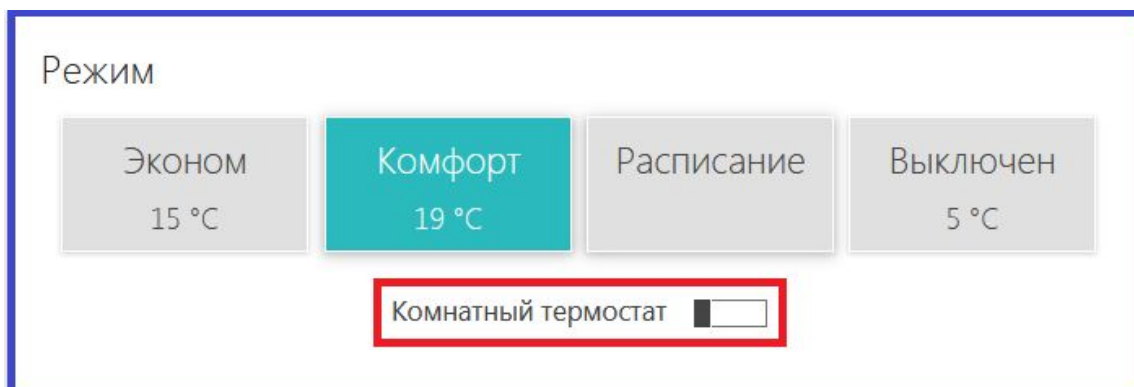 Режим
Эконом
15 °C
Комфорт
19 °C
Расписание
Выключен
5 °C
Комнатный термостат